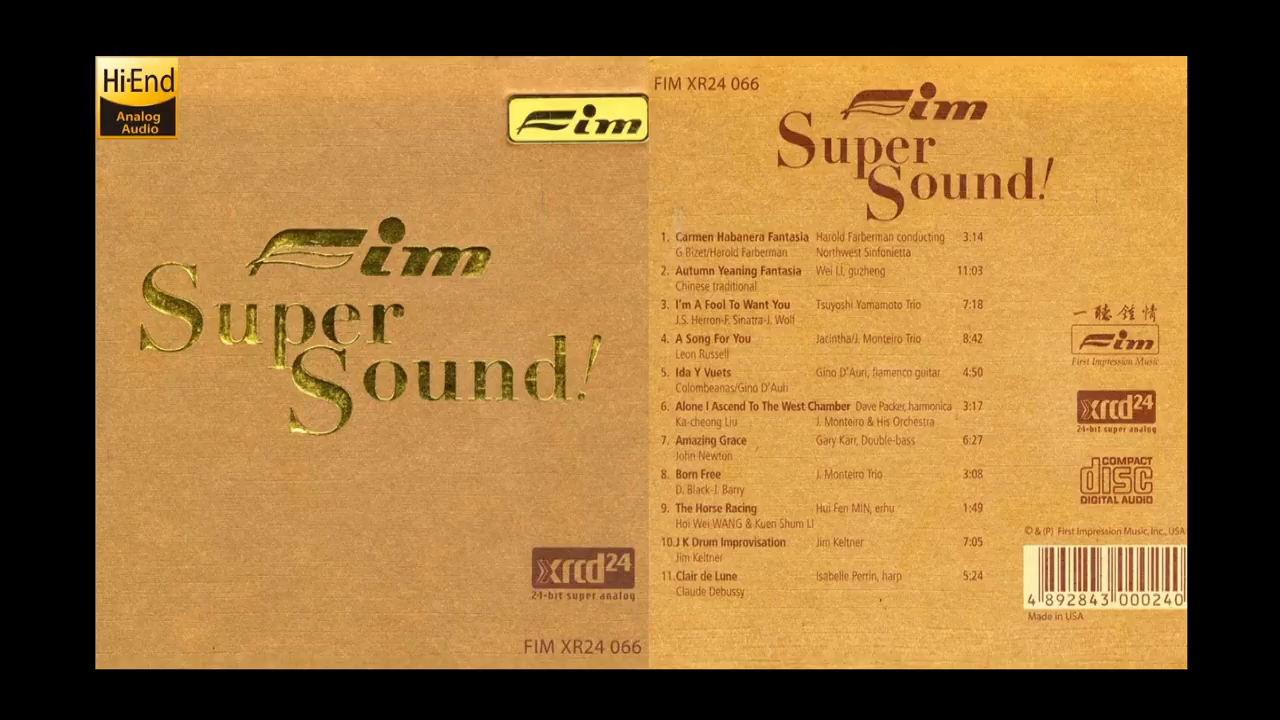 Hi-End
Analog
Audio
Fim
Fim
Super
Sound!
xrcd24
24-bit super analog
FIM XR24 066
FIM XR24 066
Fim
Super
Sound!
1. Carmen Habanera Fantasia Harold Farberman conducting 3:14
G Bizet/Harold Farberman Northwest Sinfonietta
2. Autumn Yeaning Fantasia Wei LI, guzheng 11:03
Chinese traditional
3. I'm A Fool To Want You Tsuyoshi Yamamoto Trio 7:18
J.S. Herron-F. Sinatra-J. Wolf
4. A Song For You Jacintha/J. Monteiro Trio 8:42
Leon Russell
5. Ida Y Vuets Gino D'Auri, flamenco guitar 4:50
Colombeanas/Gino D'Auti
6. Alone I Ascend To The West Chamber Dave Packer, harmonica 3:17
Ka-cheong Liu J. Monteiro & His Orchestra
7. Amazing Grace Gary Karr, Double-bass 6:27
John Newton
8. Born Free J. Monteiro Trio 3:08
D. Black-J. Barry
9. The Horse Racing Hui Fen MIN, erhu 1:49
Hoi Wei WANG & Kuen Shum LI
10.J K Drum Improvisation Jim Keltner 7:05
Jim Keltner
11.Clair de Lune Isabelle Perrin, harp 5:24
Claude Debussy
一聽鍾情
Fim
First Impression Music
xrcd24
24-bit super analog
COMPACT
disc
DIGITAL AUDIO
© & (P) First Impression Music, Inc., USA
4 892843 000240
Made in USA